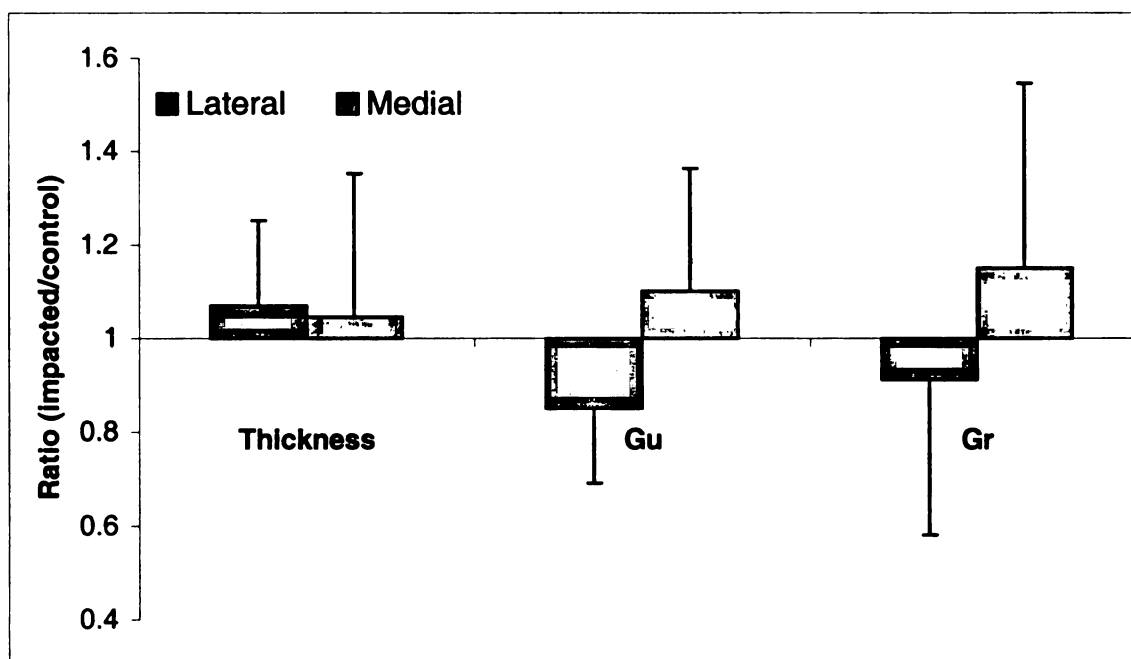 1.6
Lateral Medial
1.4
1.2
1
0.8
0.6
0.4
Ratio (impacted/control)
Thickness Gu Gr